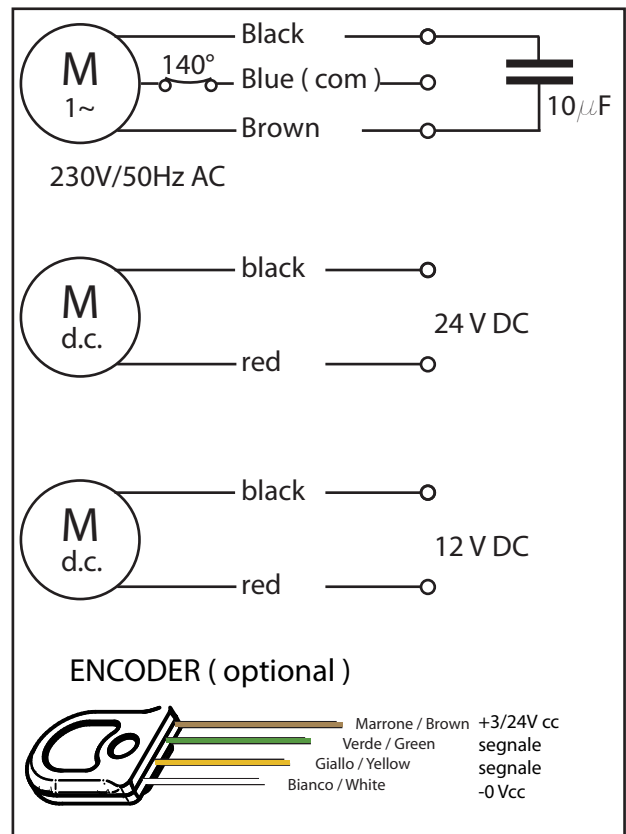 Black
M
1~
140°
Blue ( com )
10µF
Brown
230V/50Hz AC
black
M
d.c.
24 V DC
red
black
M
d.c.
12 V DC
red
ENCODER ( optional )
Marrone / Brown +3/24V cc
Verde / Green segnale
Giallo / Yellow segnale
Bianco / White -0 Vcc